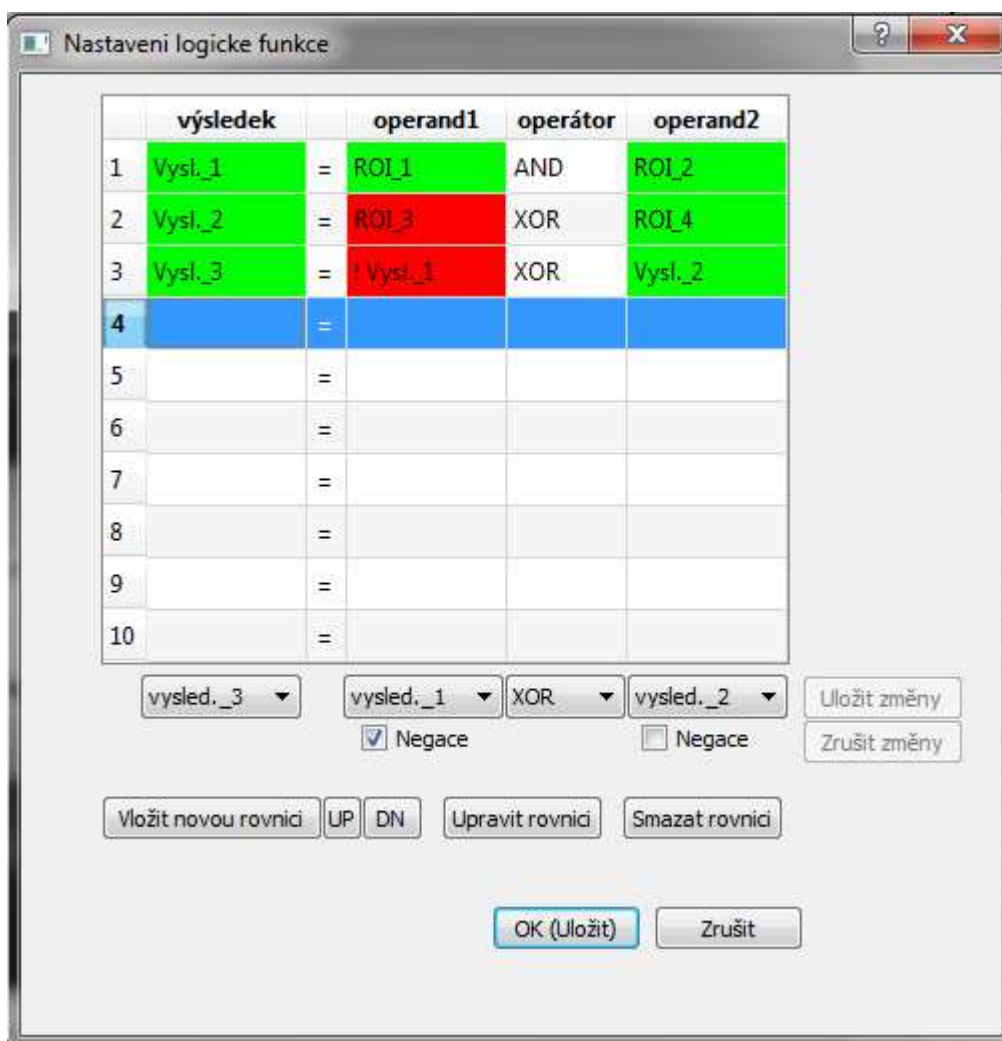 Nastaveni logicke funkce
výsledek operand1 operátor operand2
1 Vysl._1 = ROI_1 AND ROI_2
2 Vysl._2 = ROI_3 XOR ROI_4
3 Vysl._3 = ! Vysl._1 XOR Vysl._2
4 =
5 =
6 =
7 =
8 =
9 =
10 =
vysled._3 vysled._1 XOR vysled._2 Uložit změny
Negace Negace Zrušit změny
Vložit novou rovnici UP DN Upravit rovnici Smazat rovnici
OK (Uložit) Zrušit